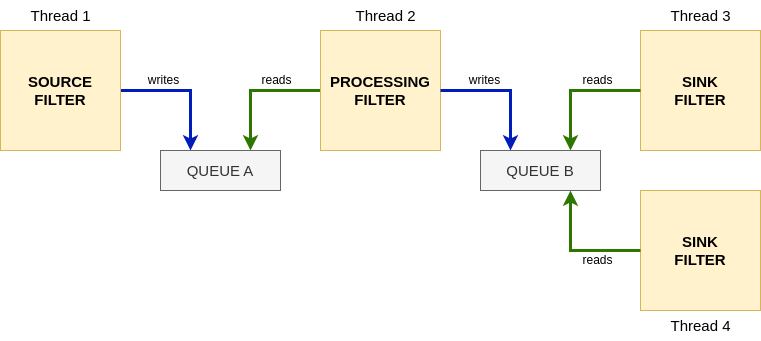 Thread 1
Thread 2
Thread 3
SOURCE
FILTER
writes
reads
PROCESSING
FILTER
writes
reads
SINK
FILTER
QUEUE A
QUEUE B
SINK
FILTER
reads
Thread 4